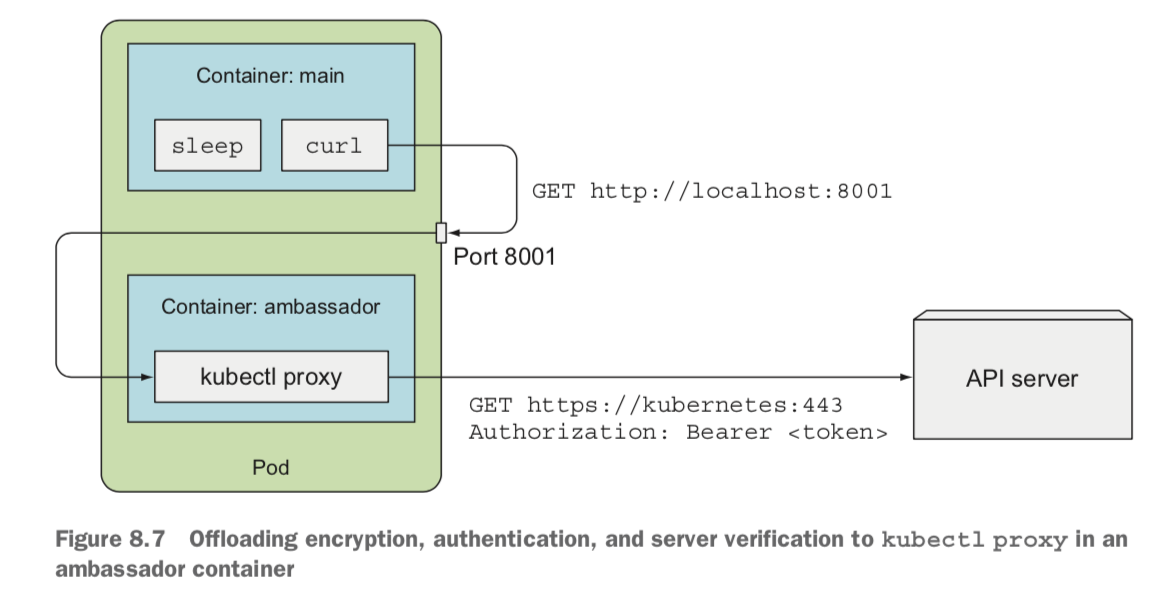 Container: main
sleep
curl
GET http://localhost:8001
Port 8001
Container: ambassador
kubectl proxy
API server
GET https://kubernetes:443
Authorization: Bearer <token>
Pod
Figure 8.7 Offloading encryption, authentication, and server verification to kubectl proxy in an
ambassador container